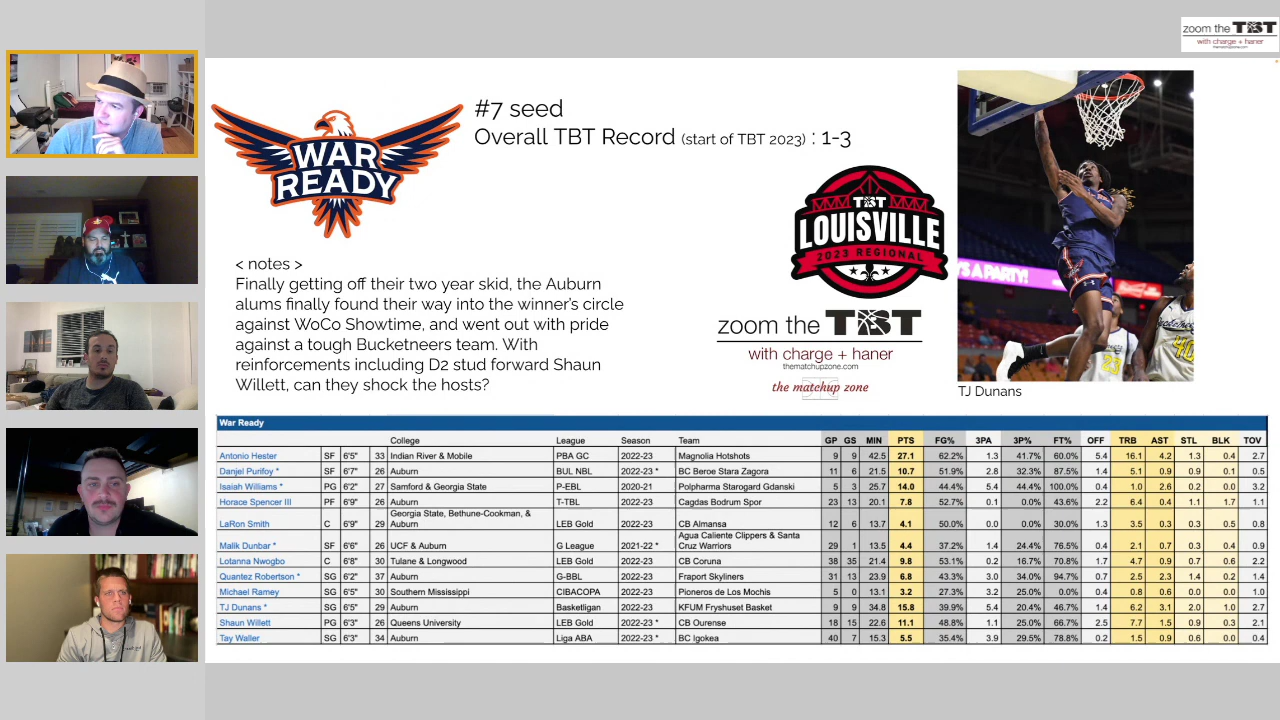 zoom the TBT
with charge + haner
thematchupzone.com
WAR
READY
#7 seed
Overall TBT Record (start of TBT 2023) : 1-3
TBT
LOUISVILLE
2023 REGIONAL
< notes >
Finally getting off their two year skid, the Auburn
alums finally found their way into the winner's circle
against WoCo Showtime, and went out with pride
against a tough Bucketneers team. With
reinforcements including D2 stud forward Shaun
Willett, can they shock the hosts?
zoom the TBT
with charge + haner
thematchupzone.com
the matchup zone
'S A PARTY!
23
40
TJ Dunans
War Ready
College League Season Team GP GS MIN PTS FG% 3PA 3P% FT% OFF TRB AST STL BLK TOV
Antonio Hester SF 6'5" 33 Indian River & Mobile PBA GC 2022-23 Magnolia Hotshots 9 9 42.5 27.1 62.2% 1.3 41.7% 60.0% 5.4 16.1 4.2 1.3 0.4 2.7
Danjel Purifoy * SF 6'7" 26 Auburn BUL NBL 2022-23 * BC Beroe Stara Zagora 11 6 21.5 10.7 51.9% 2.8 32.3% 87.5% 1.4 5.1 0.9 0.9 0.1 0.5
Isaiah Williams * PG 6'2" 27 Samford & Georgia State P-EBL 2020-21 Polpharma Starogard Gdanski 5 3 25.7 14.0 44.4% 5.4 44.4% 100.0% 0.4 1.0 2.6 0.2 0.0 3.2
Horace Spencer III PF 6'9" 26 Auburn T-TBL 2022-23 Cagdas Bodrum Spor 23 13 20.1 7.8 52.7% 0.1 0.0% 43.6% 2.2 6.4 0.4 1.1 1.7 1.1
LaRon Smith C 6'9" 29 Georgia State, Bethune-Cookman, & Auburn LEB Gold 2022-23 CB Almansa 12 6 13.7 4.1 50.0% 0.0 0.0% 30.0% 1.3 3.5 0.3 0.3 0.5 0.8
Malik Dunbar * SF 6'6" 26 UCF & Auburn G League 2021-22 * Agua Caliente Clippers & Santa Cruz Warriors 29 1 13.5 4.4 37.2% 1.4 24.4% 76.5% 0.4 2.1 0.7 0.3 0.4 0.9
Lotanna Nwogbo C 6'8" 30 Tulane & Longwood LEB Gold 2022-23 CB Coruna 38 35 21.4 9.8 53.1% 0.2 16.7% 70.8% 1.7 4.7 0.9 0.7 0.6 2.2
Quantez Robertson * SG 6'2" 37 Auburn G-BBL 2022-23 Fraport Skyliners 31 13 23.9 6.8 43.3% 3.0 34.0% 94.7% 0.7 2.5 2.3 1.4 0.2 1.4
Michael Ramey SG 6'5" 30 Southern Mississippi CIBACOPA 2022-23 Pioneros de Los Mochis 5 0 13.1 3.2 27.3% 3.2 25.0% 0.0% 0.4 0.8 0.6 0.0 0.0 1.0
TJ Dunans * SG 6'5" 29 Auburn Basketligan 2022-23 KFUM Fryshuset Basket 9 9 34.8 15.8 39.9% 5.4 20.4% 46.7% 1.4 6.2 3.1 2.0 1.0 2.7
Shaun Willett PG 6'3" 26 Queens University LEB Gold 2022-23 * CB Ourense 18 15 22.6 11.1 48.8% 1.1 25.0% 66.7% 2.5 7.7 1.5 0.9 0.3 2.1
Tay Waller SG 6'3" 34 Auburn Liga ABA 2022-23 * BC Igokea 40 7 15.3 5.5 35.4% 3.9 29.5% 78.8% 0.2 1.5 0.9 0.6 0.0 0.4